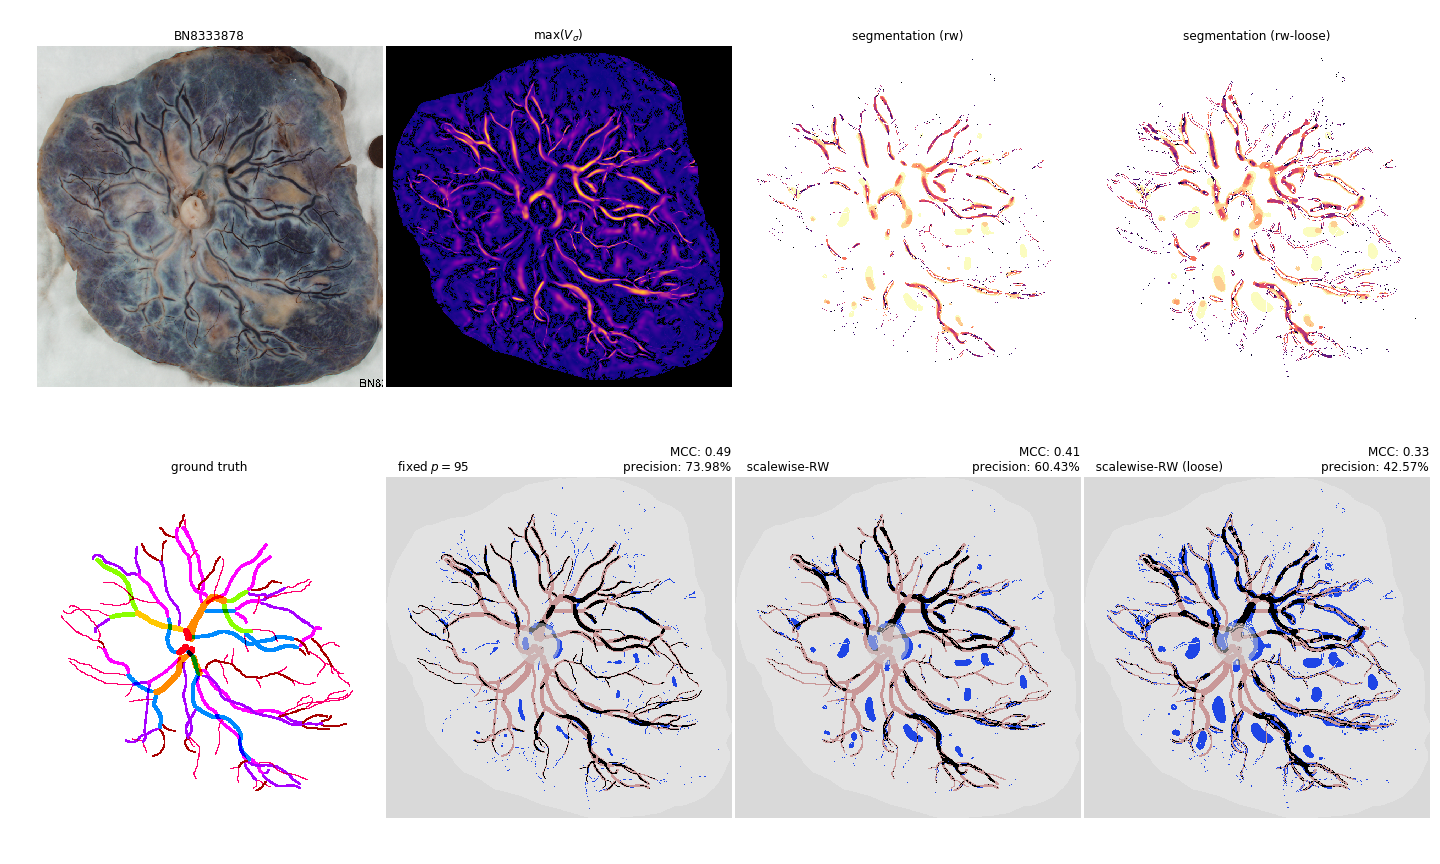 BN8333878
max(Vσ)
segmentation (rw)
segmentation (rw-loose)
BN8
ground truth
MCC: 0.49
fixed p = 95 precision: 73.98%
MCC: 0.41
scalewise-RW precision: 60.43%
MCC: 0.33
scalewise-RW (loose) precision: 42.57%